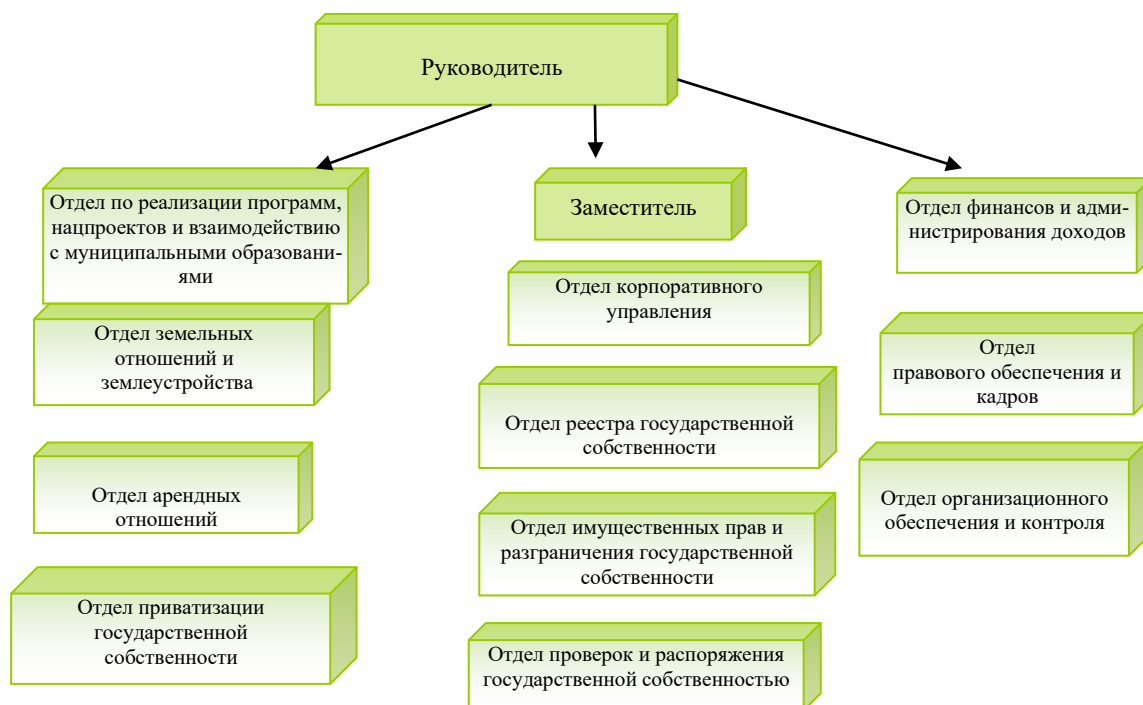 Руководитель
Отдел по реализации программ,
нацпроектов и взаимодействию
с муниципальными образовани-
ями
Отдел земельных
отношений и
землеустройства
Отдел арендных
отношений
Отдел приватизации
государственной
собственности
Заместитель
Отдел корпоративного
управления
Отдел реестра государственной
собственности
Отдел имущественных прав и
разграничения государственной
собственности
Отдел проверок и распоряжения
государственной собственностью
Отдел финансов и адми-
нистрирования доходов
Отдел
правового обеспечения и
кадров
Отдел организационного
обеспечения и контроля